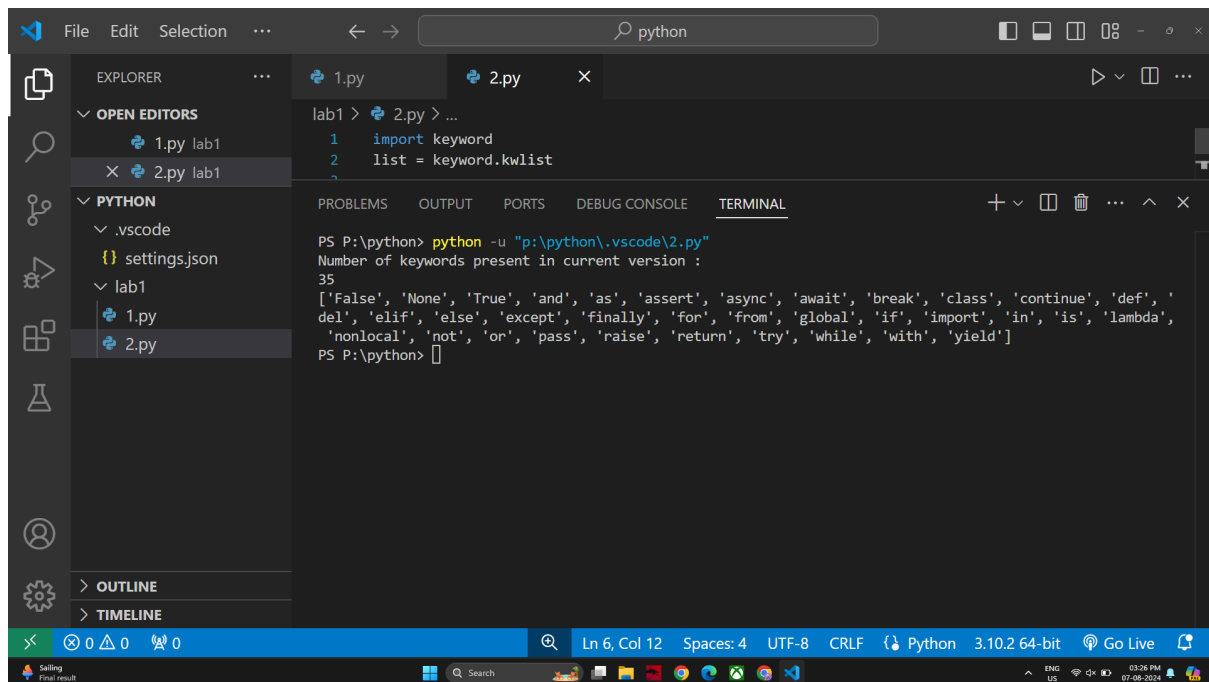 File Edit Selection ...
python
EXPLORER ...
1.py
2.py
OPEN EDITORS
1.py lab1
2.py lab1
PYTHON
.vscode
{} settings.json
lab1
1.py
2.py
OUTLINE
TIMELINE
lab1 > 2.py > ...
1 import keyword
2 list = keyword.kwlist
PROBLEMS OUTPUT PORTS DEBUG CONSOLE TERMINAL
PS P:\python> python -u "p:\python\.vscode\2.py"
Number of keywords present in current version :
35
['False', 'None', 'True', 'and', 'as', 'assert', 'async', 'await', 'break', 'class', 'continue', 'def', '
del', 'elif', 'else', 'except', 'finally', 'for', 'from', 'global', 'if', 'import', 'in', 'is', 'lambda',
'nonlocal', 'not', 'or', 'pass', 'raise', 'return', 'try', 'while', 'with', 'yield']
PS P:\python>
0 0 0 Ln 6, Col 12 Spaces: 4 UTF-8 CRLF Python 3.10.2 64-bit Go Live
Sailing
Final result
Search
ENG
US
03:26 PM
07-08-2024